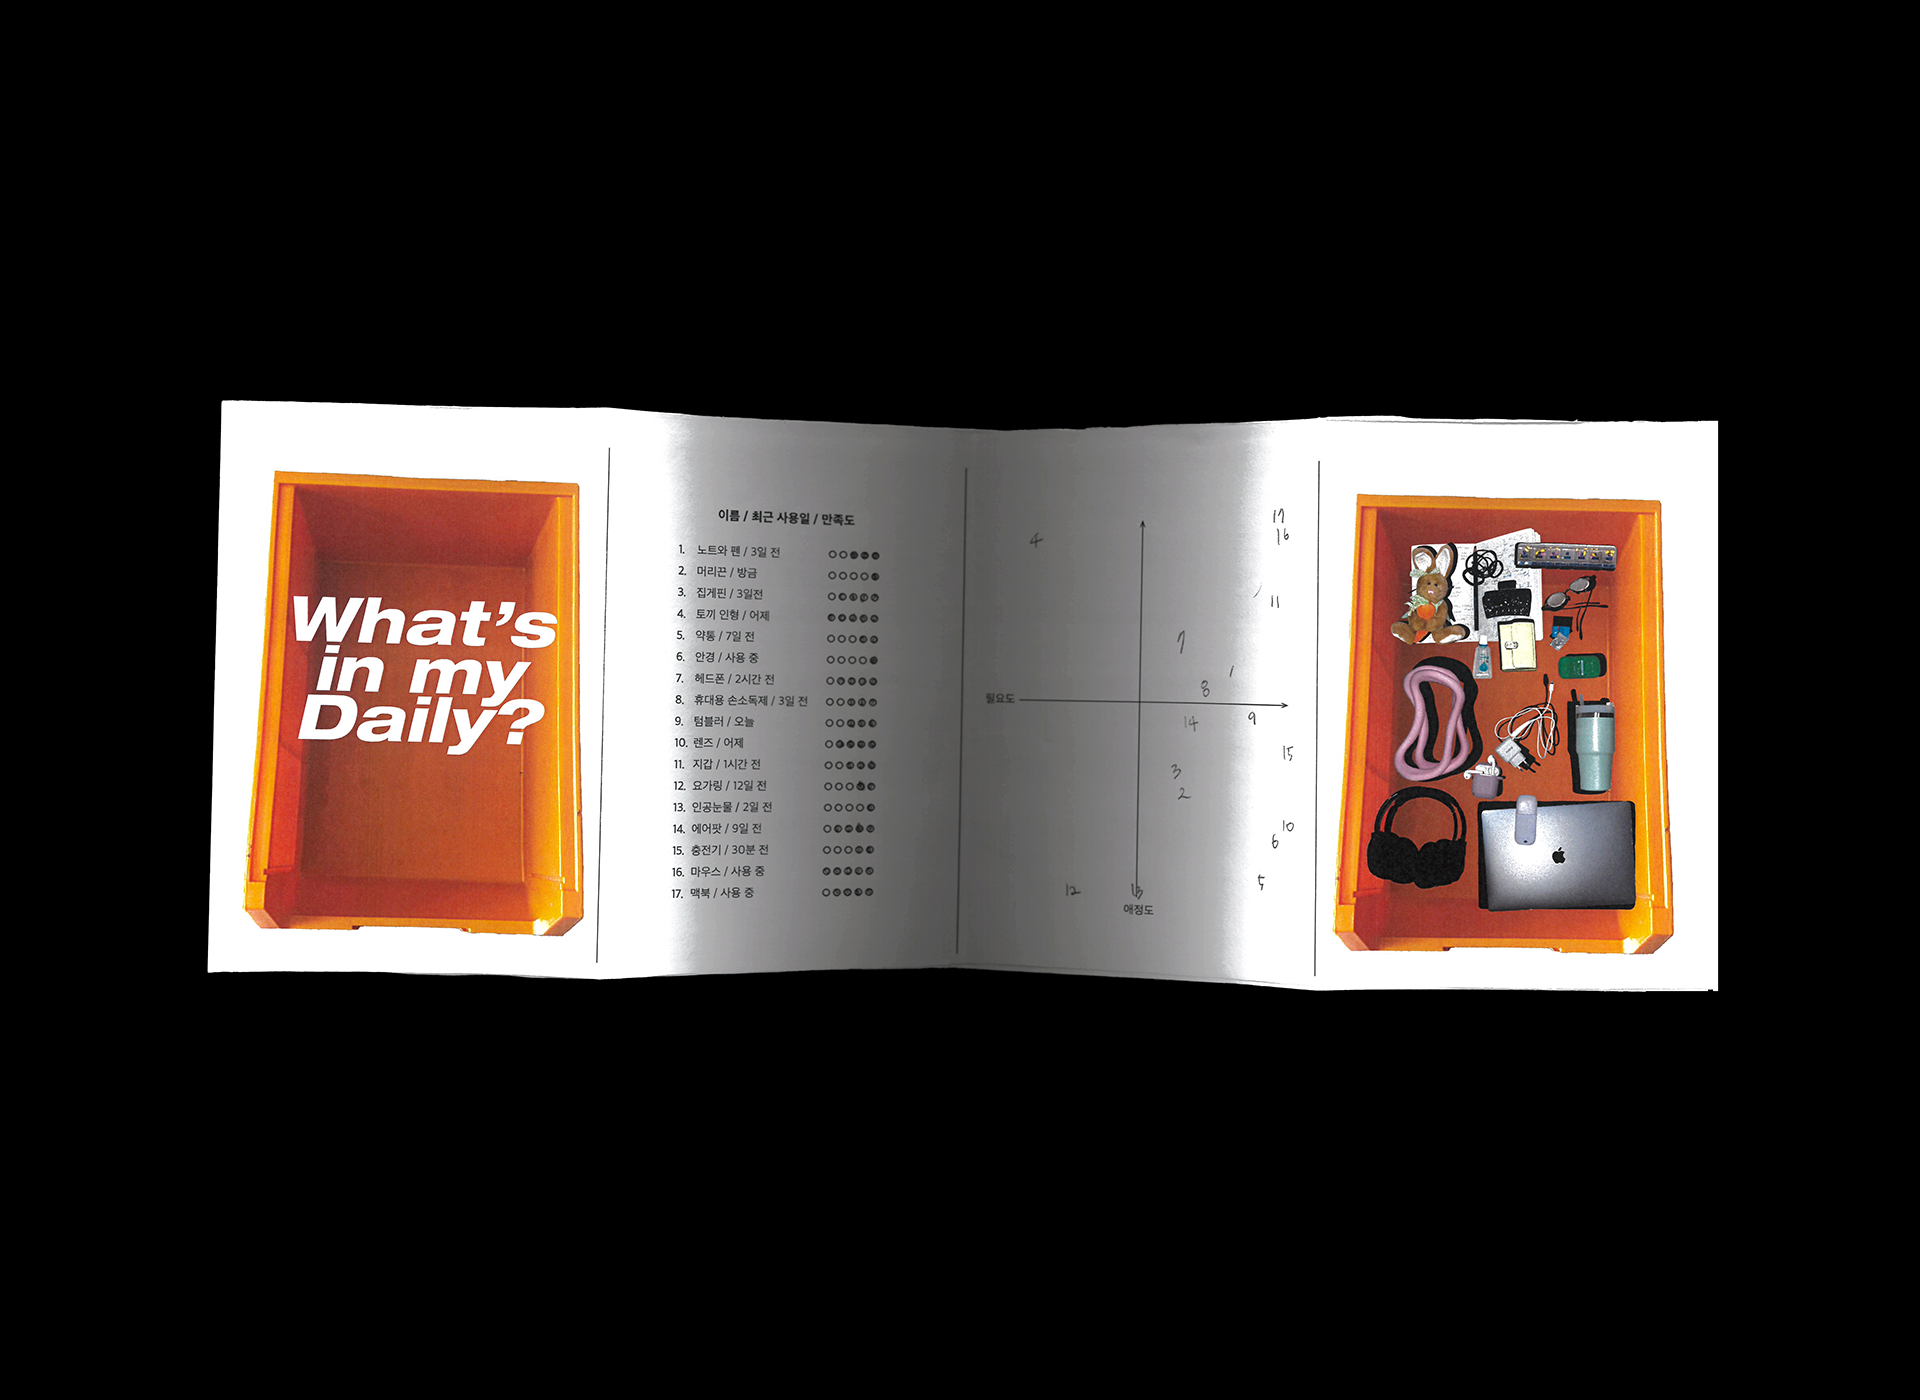 What's
in my
Daily?
이름 / 최근 사용일 / 만족도
1. 노트와 펜 / 3일 전
2. 머리끈 / 방금
3. 집게핀 / 3일전
4. 토끼 인형 / 어제
5. 약통 / 7일 전
6. 안경 / 사용 중
7. 헤드폰 / 2시간 전
8. 휴대용 손소독제 / 3일 전
9. 텀블러 / 오늘
10. 렌즈 / 어제
11. 지갑 / 1시간 전
12. 요가링 / 12일 전
13. 인공눈물 / 2일 전
14. 에어팟 / 9일 전
15. 충전기 / 30분 전
16. 마우스 / 사용 중
17. 맥북 / 사용 중
17
16
4
11
7
1
8
필요도
14
9
15
3
2
10
6
5
12
13
애정도